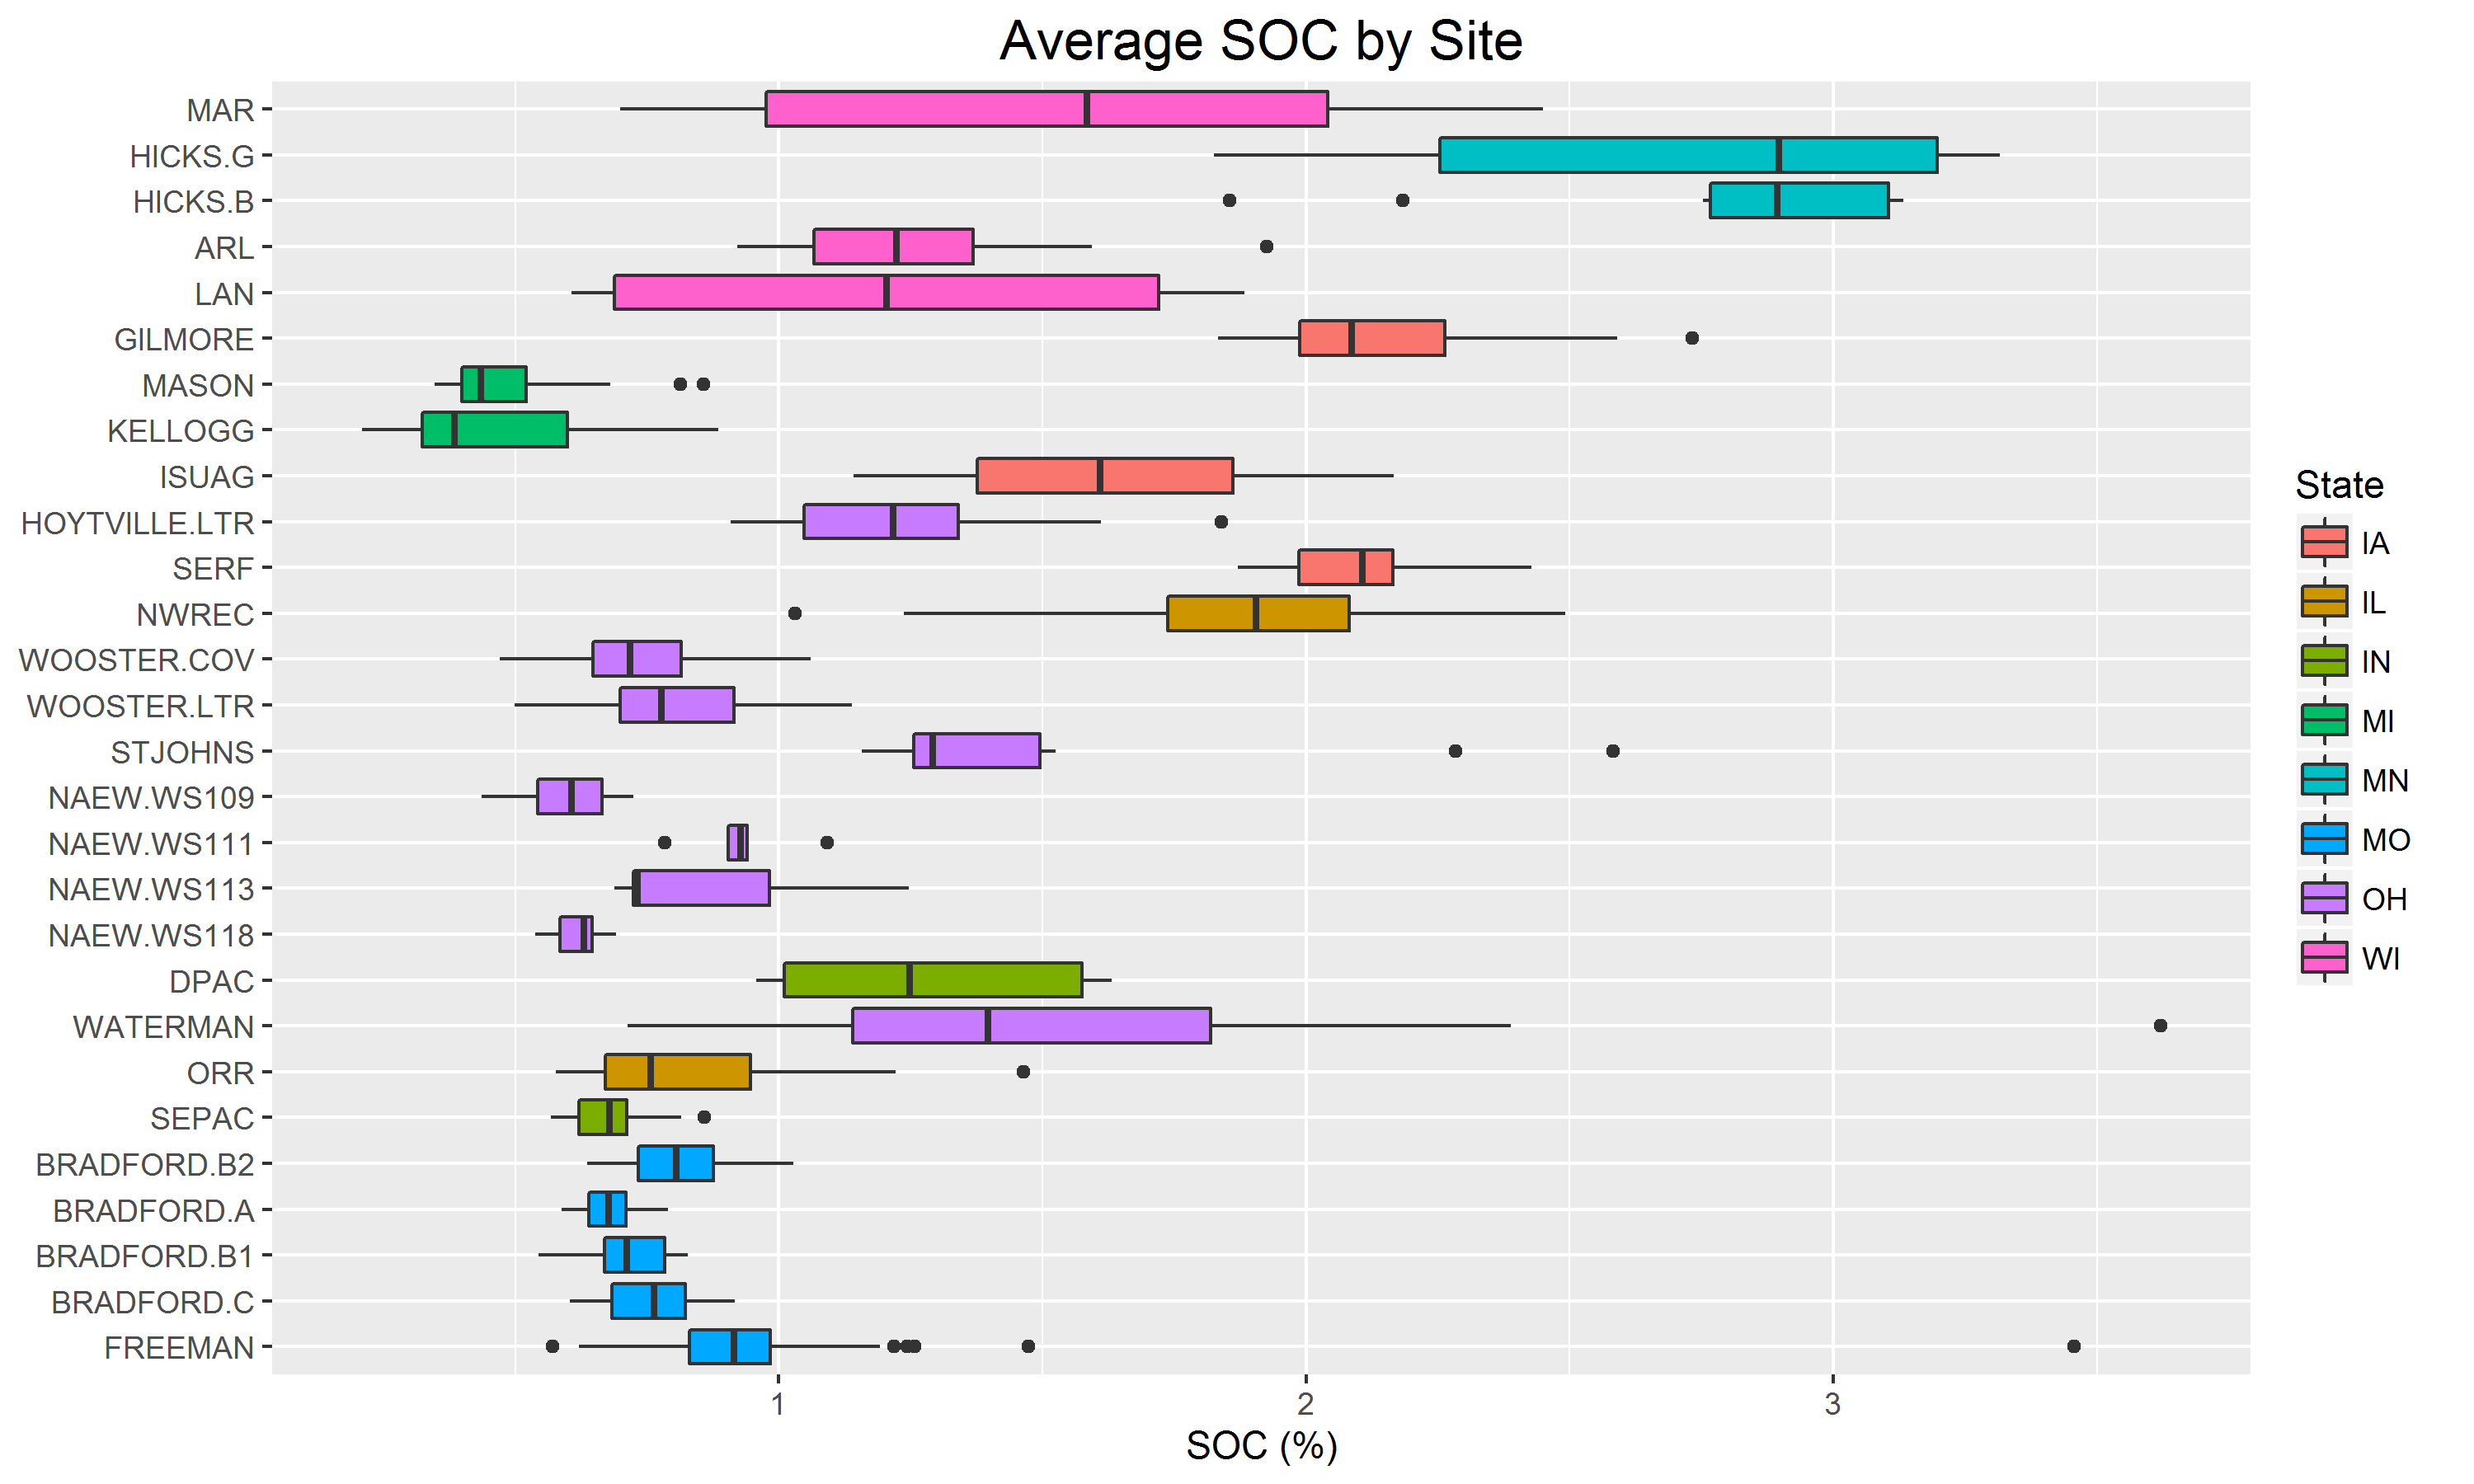 Average SOC by Site
MAR
HICKS.G
HICKS.B
ARL
LAN
GILMORE
MASON
KELLOGG
ISUAG
HOYTVILLE.LTR
SERF
NWREC
WOOSTER.COV
WOOSTER.LTR
STJOHNS
NAEW.WS109
NAEW.WS111
NAEW.WS113
NAEW.WS118
DPAC
WATERMAN
ORR
SEPAC
BRADFORD.B2
BRADFORD.A
BRADFORD.B1
BRADFORD.C
FREEMAN
1 2 3
SOC (%)
State
IA
IL
IN
MI
MN
MO
OH
WI